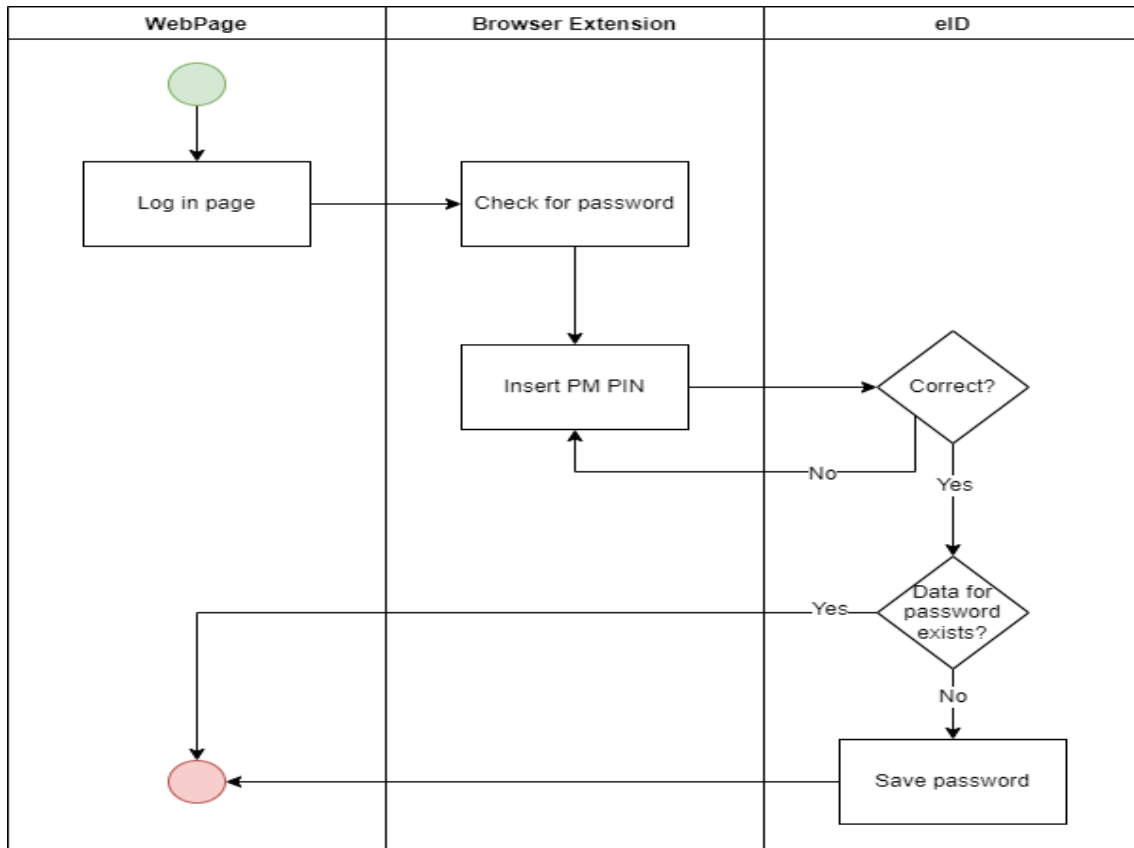 WebPage
Browser Extension
eID
Log in page
Check for password
Insert PM PIN
Correct?
No
Yes
Data for
password
exists?
Yes
No
Save password